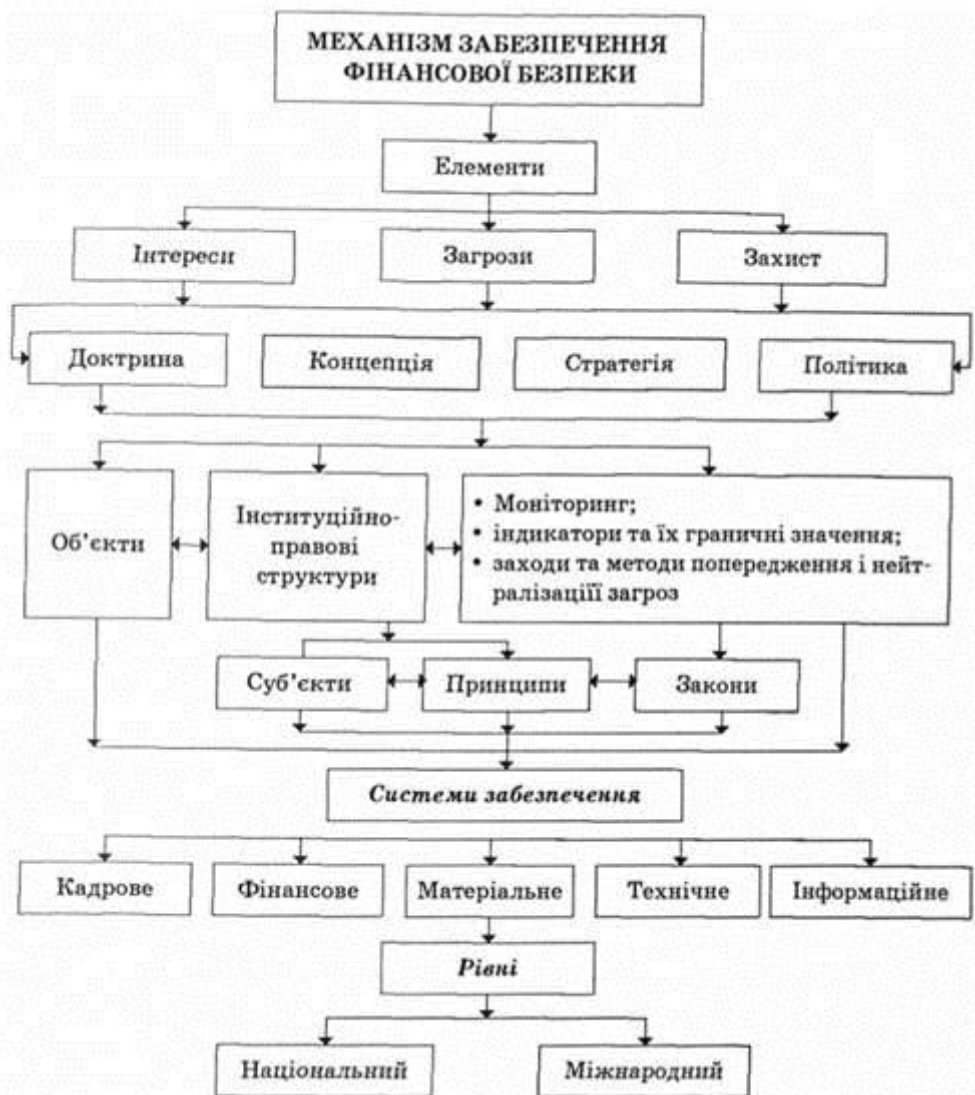 МЕХАНІЗМ ЗАБЕЗПЕЧЕННЯ
ФІНАНСОВОЇ БЕЗПЕКИ
Елементи
Інтереси
Загрози
Захист
Доктрина
Концепція
Стратегія
Політика
Об’єкти
Інституційно-
правові
структури
• Моніторинг;
• індикатори та їх граничні значення;
• заходи та методи попередження і нейт-
ралізаціїї загроз
Суб’єкти
Принципи
Закони
Системи забезпечення
Кадрове
Фінансове
Матеріальне
Технічне
Інформаційне
Рівні
Національний
Міжнародний